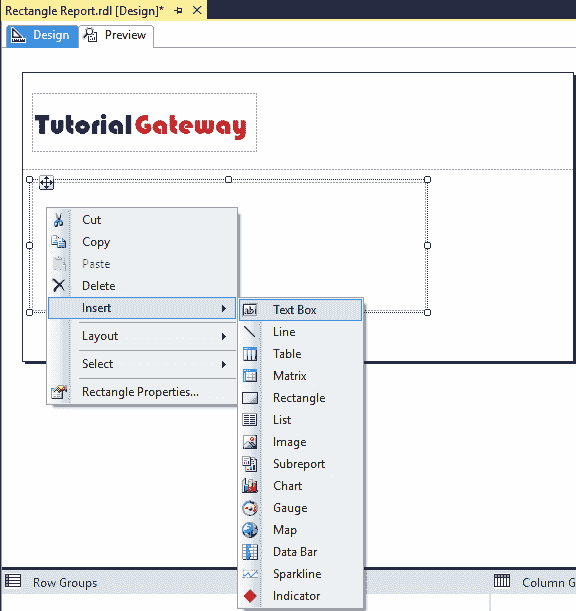 Rectangle Report.rdl [Design]*
Design
Preview
Tutorial Gateway
Cut
Copy
Paste
Delete
Insert
Layout
Select
Rectangle Properties...
abl
Text Box
Line
Table
Matrix
Rectangle
List
Image
Subreport
Chart
Gauge
Map
Data Bar
Sparkline
Indicator
Row Groups
Column G